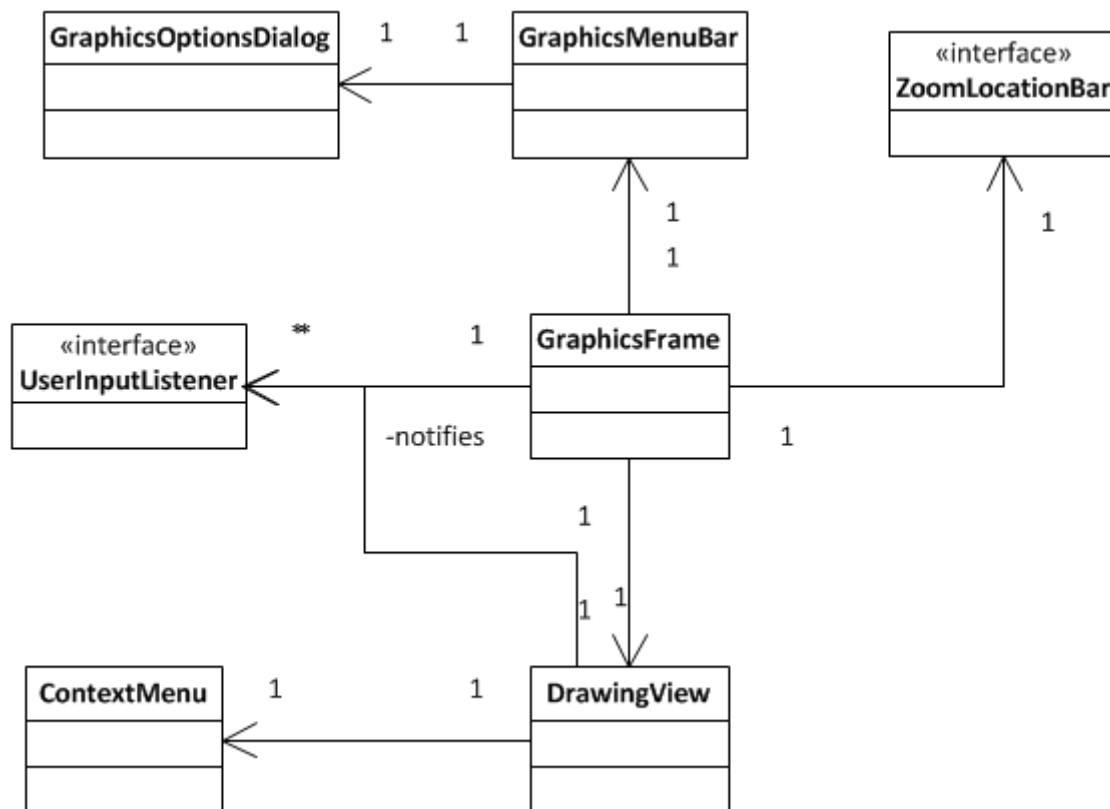 GraphicsOptionsDialog
1
1
GraphicsMenuBar
«interface»
ZoomLocationBar
1
1
1
«interface»
UserInputListener
**
1
GraphicsFrame
-notifies
1
1
1
1
ContextMenu
1
1
DrawingView